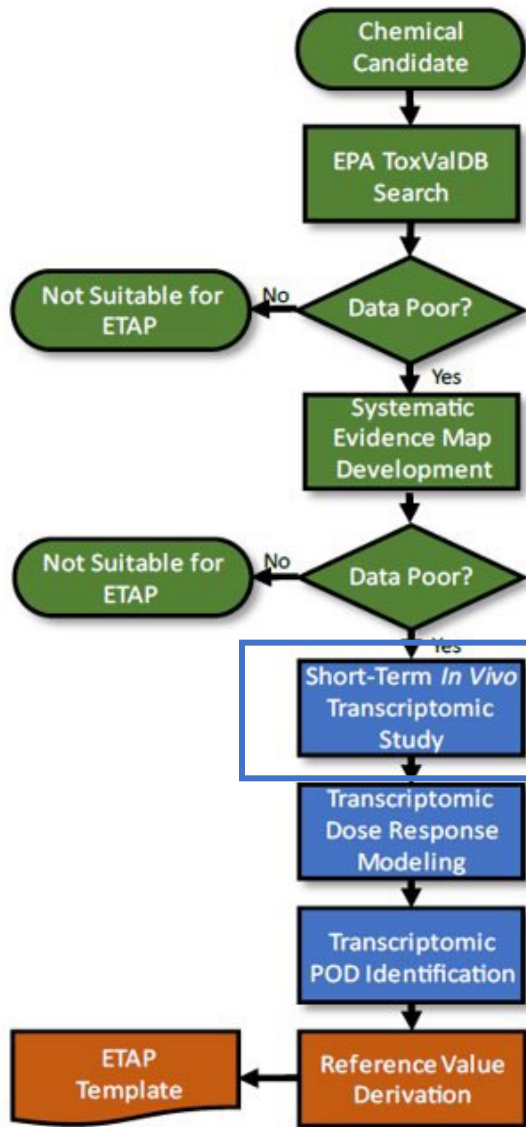 Chemical
Candidate
EPA ToxValDB
Search
Not Suitable for
ETAP
No
Data Poor?
Yes
Systematic
Evidence Map
Development
Not Suitable for
ETAP
No
Data Poor?
Yes
Short-Term In Vivo
Transcriptomic
Study
Transcriptomic
Dose Response
Modeling
Transcriptomic
POD Identification
ETAP
Template
Reference Value
Derivation